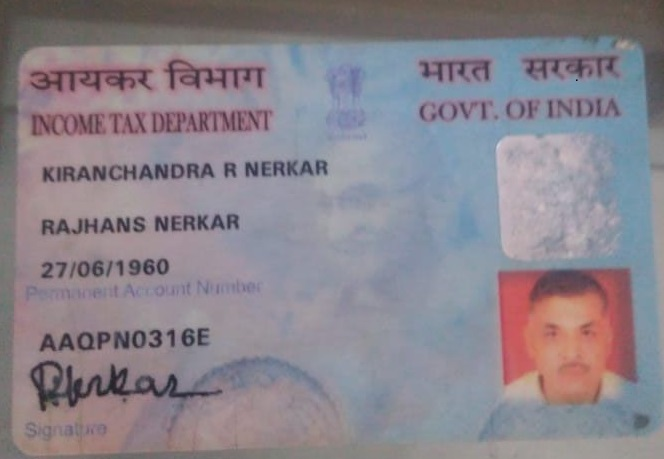 आयकर विभाग
भारत सरकार
INCOME TAX DEPARTMENT
GOVT. OF INDIA
KIRANCHANDRA R NERKAR
RAJHANS NERKAR
27/06/1960
Permanent Account Number
AAQPN0316E
Signature